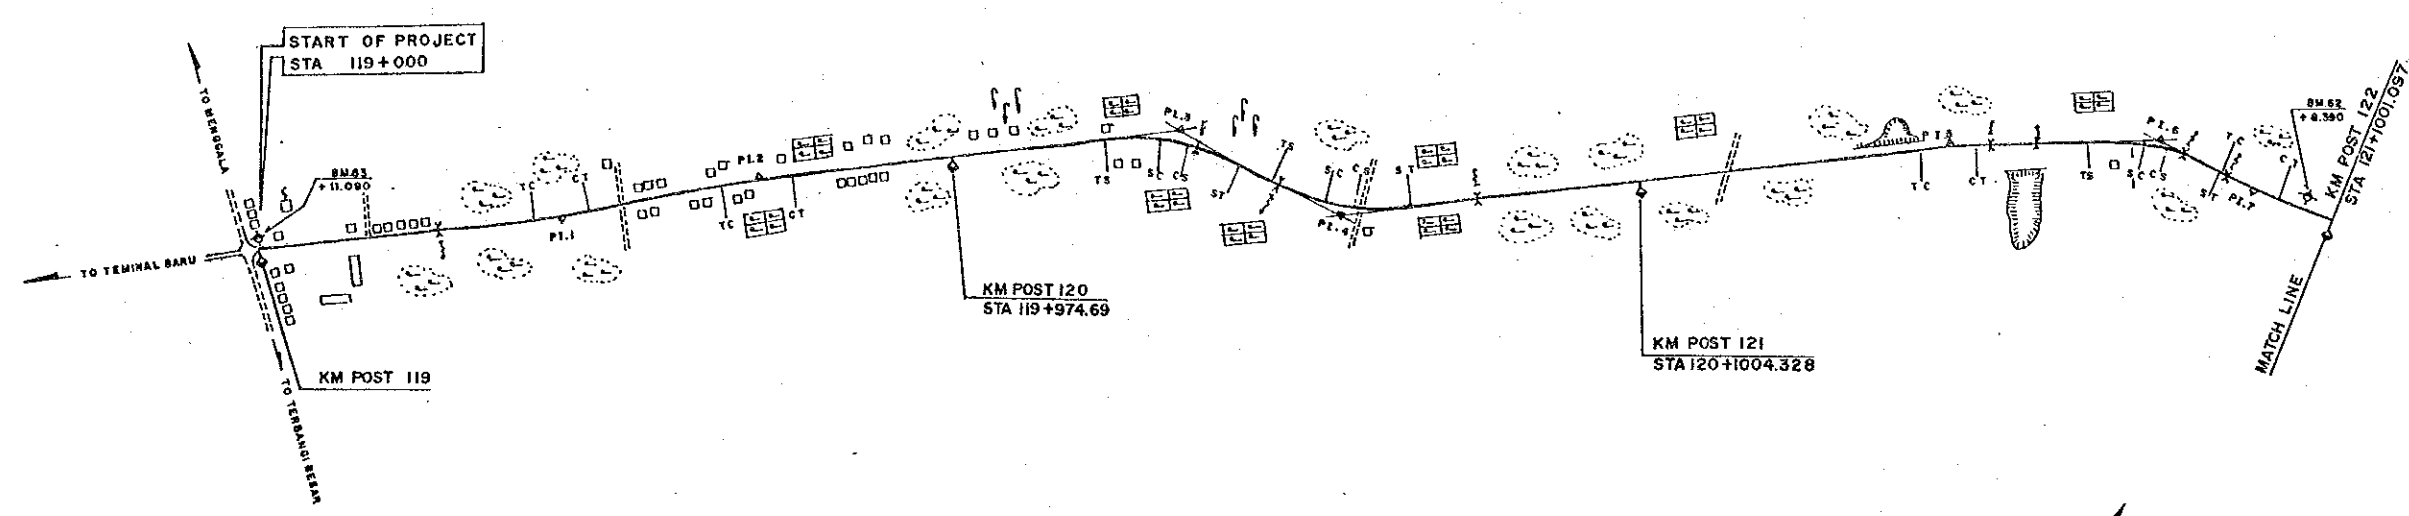 START OF PROJECT
STA 119+000
TO MENGGALA
BM.63
+11.090
TO TEMINAL BARU
KM POST 119
TO TERBANGI BESAR
TC
PI.1
CT
TC
PI.2
CT
KM POST 120
STA 119+974.69
TS
PI.3
SC
CS
ST
TS
SC
PI.4
CS
ST
KM POST 121
STA 120+1004.328
TC
PI.5
CT
TS
PI.6
SC
CS
ST
TC
PI.7
CT
BM.62
+8.390
KM POST 122
STA 121+1001.097
MATCH LINE